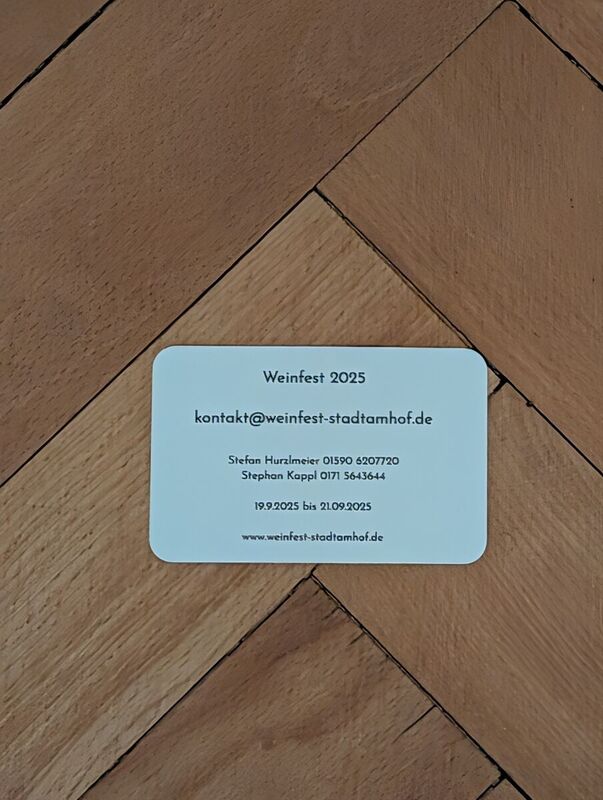 Weinfest 2025
kontakt@weinfest-stadtamhof.de
Stefan Hurzlmeier 01590 6207720
Stephan Kappl 0171 5643644
19.9.2025 bis 21.09.2025
www.weinfest-stadtamhof.de